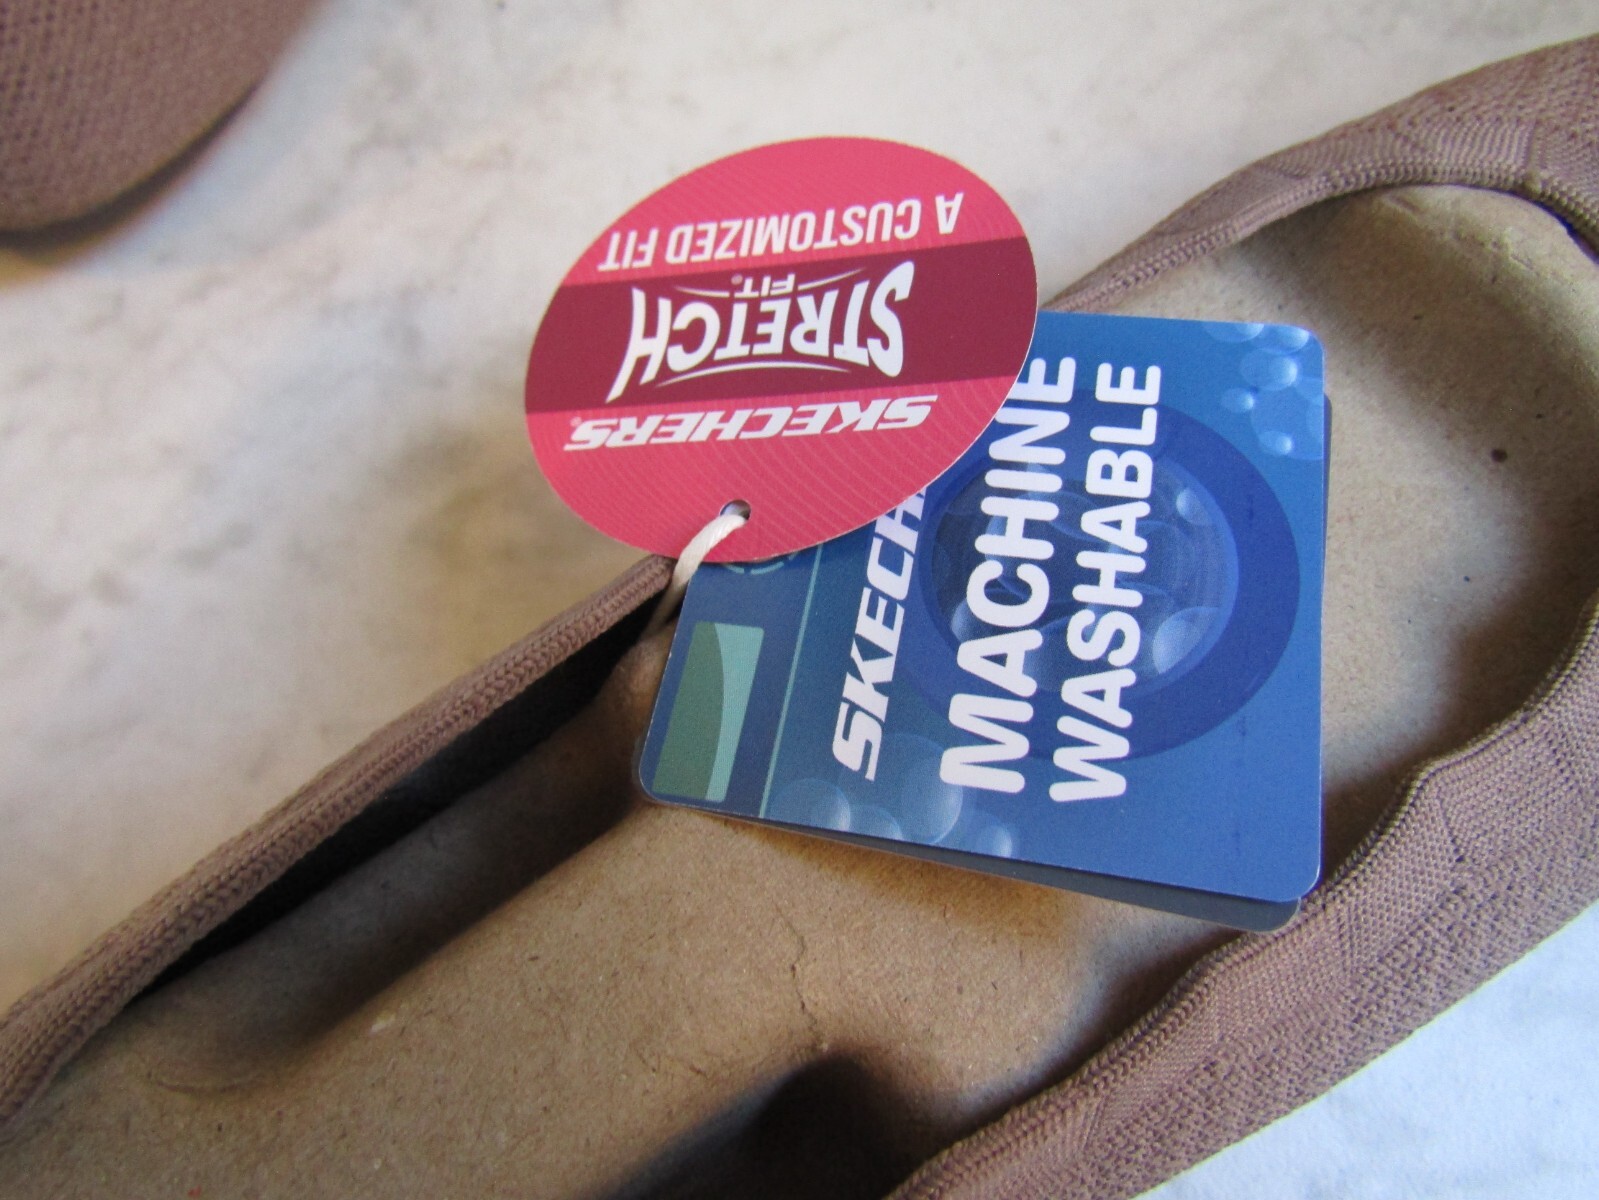 SKECHERS®
STRETCH
FIT®
A CUSTOMIZED FIT
SKECH
MACHINE
WASHABLE